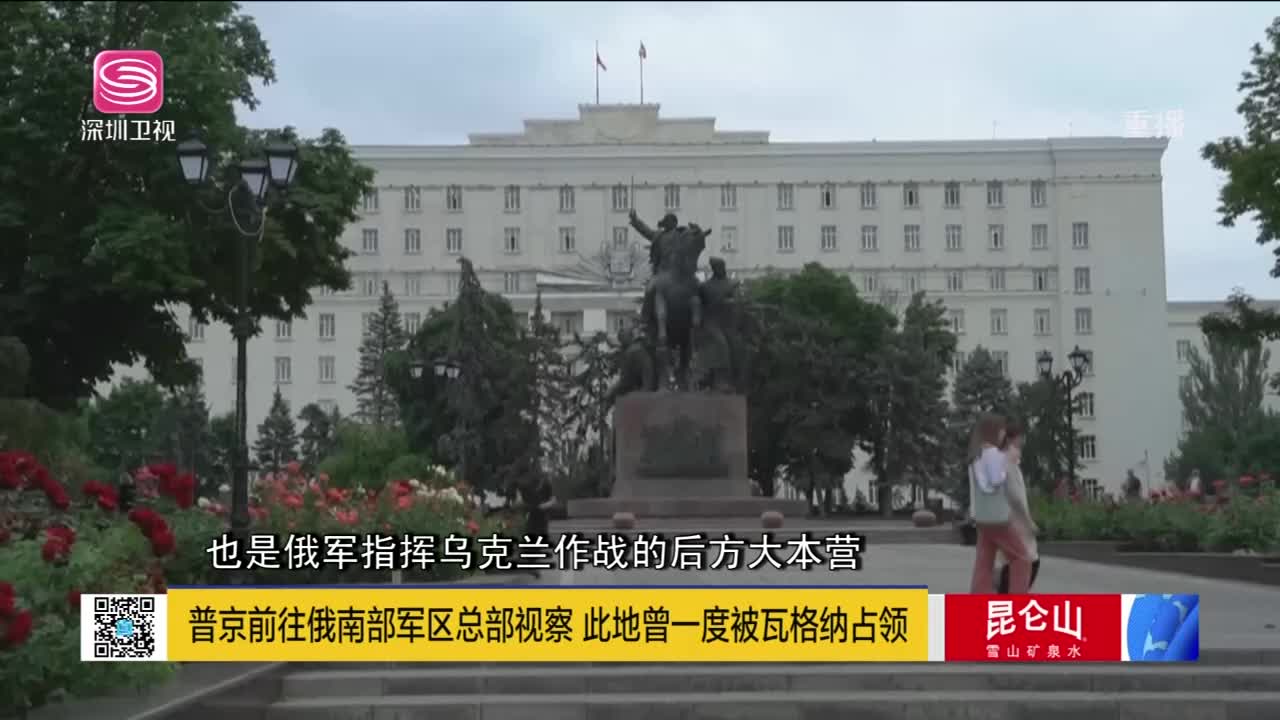 深圳卫视
重播
也是俄军指挥乌克兰作战的后方大本营
普京前往俄南部军区总部视察 此地曾一度被瓦格纳占领
昆仑山
雪山矿泉水